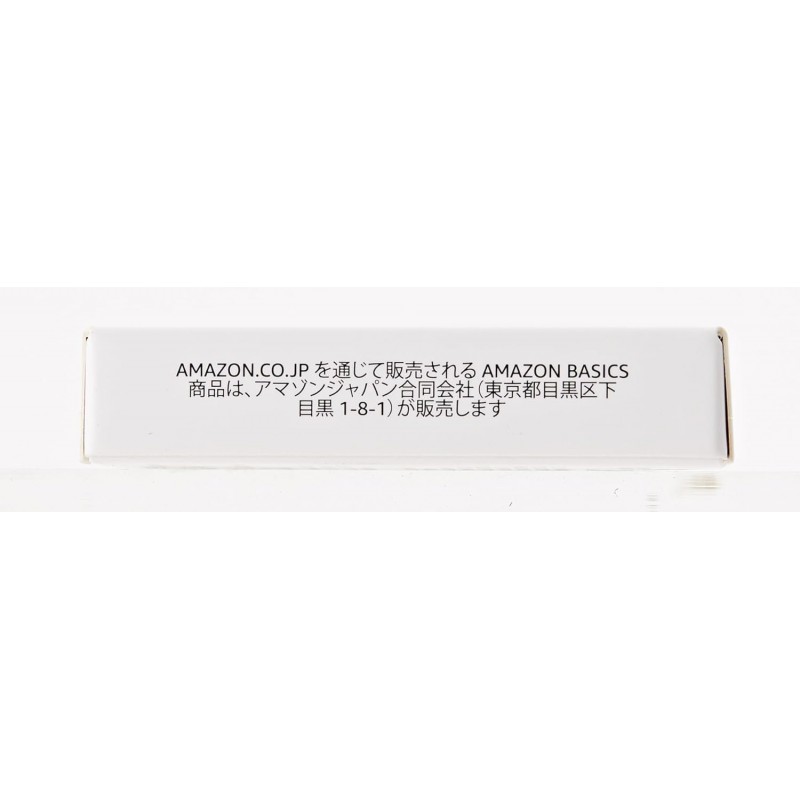 AMAZON.CO.JP を通じて販売される AMAZON BASICS
商品は、アマゾンジャパン合同会社（東京都目黒区下
目黒 1-8-1）が販売します